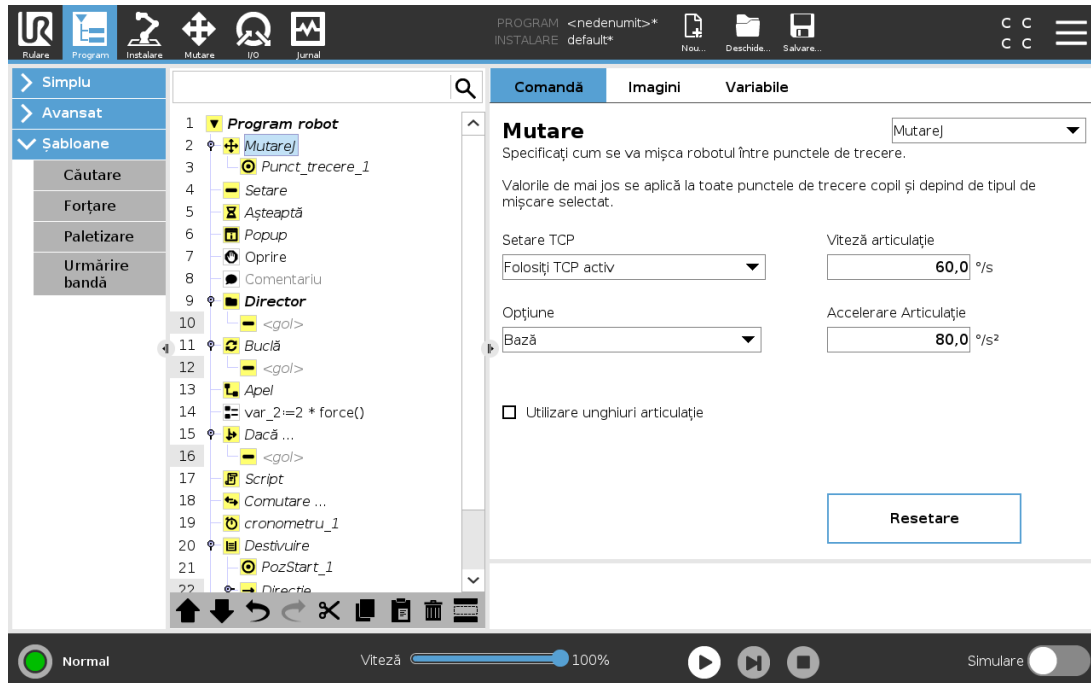 PROGRAM <nedenumit>*
INSTALARE default*
C C
C C
UR
Rulare
Program
Instalare
Mutare
I/O
Jurnal
Nou...
Deschide...
Salvare...
Simplu
Avansat
Șabloane
Căutare
Forțare
Paletizare
Urmărire
bandă
1 Program robot
2 MutareJ
3 Punct_trecere_1
4 Setare
5 Așteaptă
6 Popup
7 Oprire
8 Comentariu
9 Director
10 <gol>
11 Buclă
12 <gol>
13 Apel
14 var_2≔2 * force()
15 Dacă ...
16 <gol>
17 Script
18 Comutare ...
19 cronometru_1
20 Destivuire
21 PozStart_1
22 Direcție
Comandă
Imagini
Variabile
Mutare
MutareJ
Specificați cum se va mișca robotul între punctele de trecere.
Valorile de mai jos se aplică la toate punctele de trecere copil și depind de tipul de
mișcare selectat.
Setare TCP
Viteză articulație
Folosiți TCP activ
60,0 °/s
Opțiune
Accelerare Articulație
Bază
80,0 °/s²
Utilizare unghiuri articulație
Resetare
Normal
Viteză
100%
Simulare